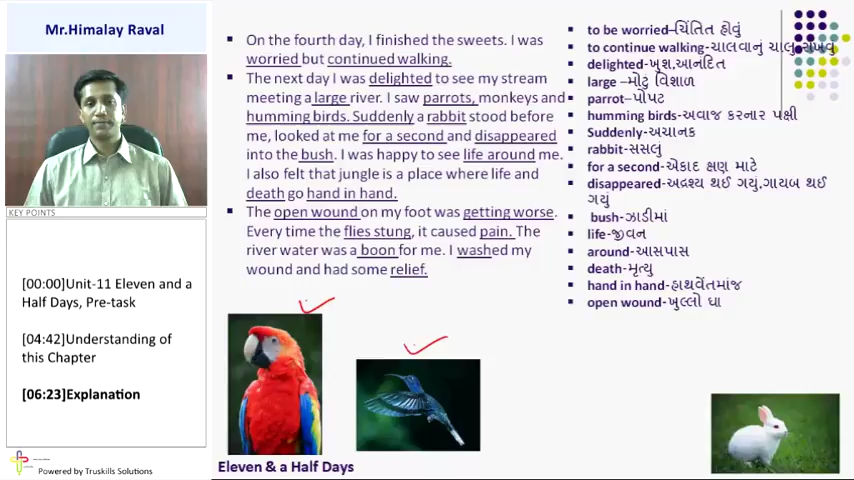 Mr.Himalay Raval
KEY POINTS
[00:00]Unit-11 Eleven and a
Half Days, Pre-task
[04:42]Understanding of
this Chapter
[06:23]Explanation
Powered by Truskills Solutions
On the fourth day, I finished the sweets. I was
worried but continued walking.
The next day I was delighted to see my stream
meeting a large river. I saw parrots, monkeys and
humming birds. Suddenly a rabbit stood before
me, looked at me for a second and disappeared
into the bush. I was happy to see life around me.
I also felt that jungle is a place where life and
death go hand in hand.
The open wound on my foot was getting worse.
Every time the flies stung, it caused pain. The
river water was a boon for me. I washed my
wound and had some relief.
to be worried–ચિંતિત હોવું
to continue walking-ચાલવાનું ચાલુ રાખવુ
delighted-ખુશ,આનંદિત
large –મોટુ વિશાળ
parrot–પોપટ
humming birds-અવાજ કરનાર પક્ષી
Suddenly-અચાનક
rabbit-સસલુ
for a second-એકાદ ક્ષણ માટે
disappeared-અદ્રશ્ય થઈ ગયું,ગાયબ થઈ
ગયું
bush-ઝાડીમાં
life-જીવન
around-આસપાસ
death-મૃત્યુ
hand in hand-હાથવેંતમાંજ
open wound-ખુલ્લો ઘા
Eleven & a Half Days